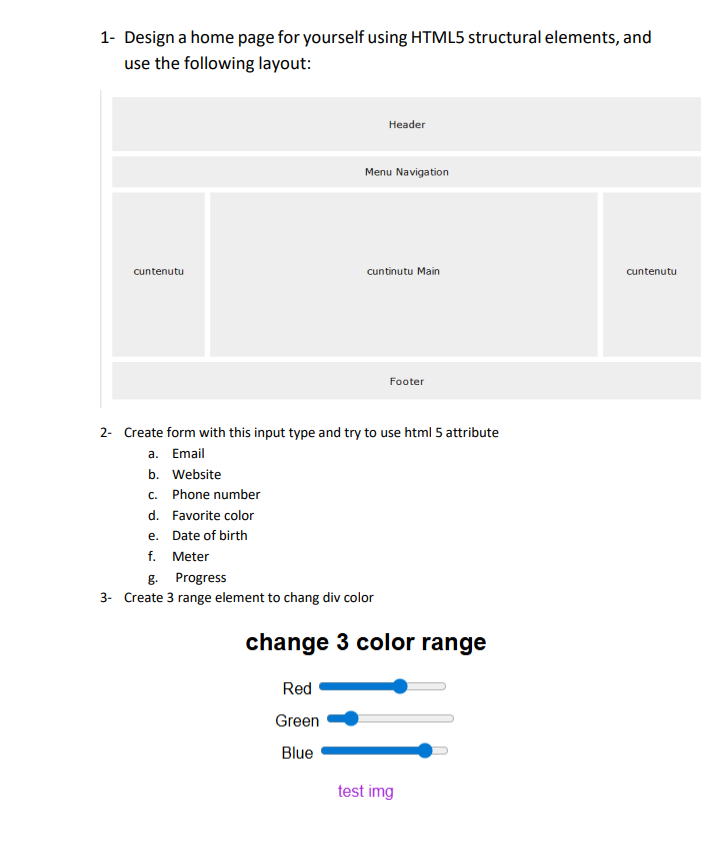 1- Design a home page for yourself using HTML5 structural elements, and
use the following layout:
Header
Menu Navigation
cuntenutu
cuntinutu Main
cuntenutu
Footer
2- Create form with this input type and try to use html 5 attribute
a. Email
b. Website
c. Phone number
d. Favorite color
e. Date of birth
f. Meter
g. Progress
3- Create 3 range element to chang div color
change 3 color range
Red
Green
Blue
test img